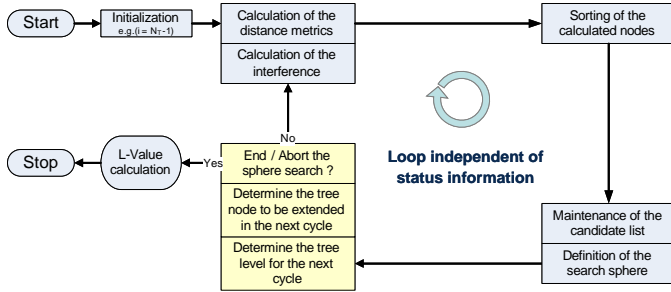 Start
Initialization
e.g.(i = NT-1)
Calculation of the
distance metrics
Calculation of the
interference
Sorting of the
calculated nodes
No
Loop independent of
status information
Stop
L-Value
calculation
Yes
End / Abort the
sphere search ?
Determine the tree
node to be extended
in the next cycle
Determine the tree
level for the next
cycle
Maintenance of the
candidate list
Definition of the
search sphere